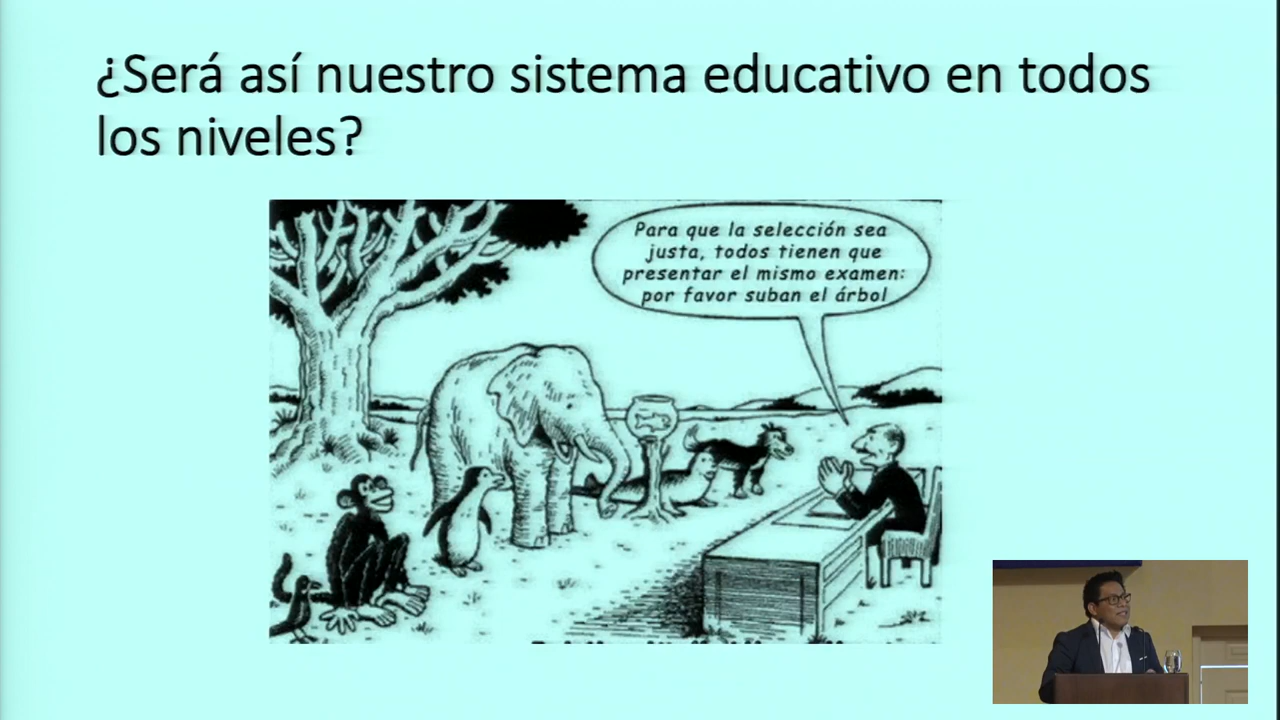 ¿Será así nuestro sistema educativo en todos
los niveles?
Para que la selección sea
justa, todos tienen que
presentar el mismo examen:
por favor suban el árbol